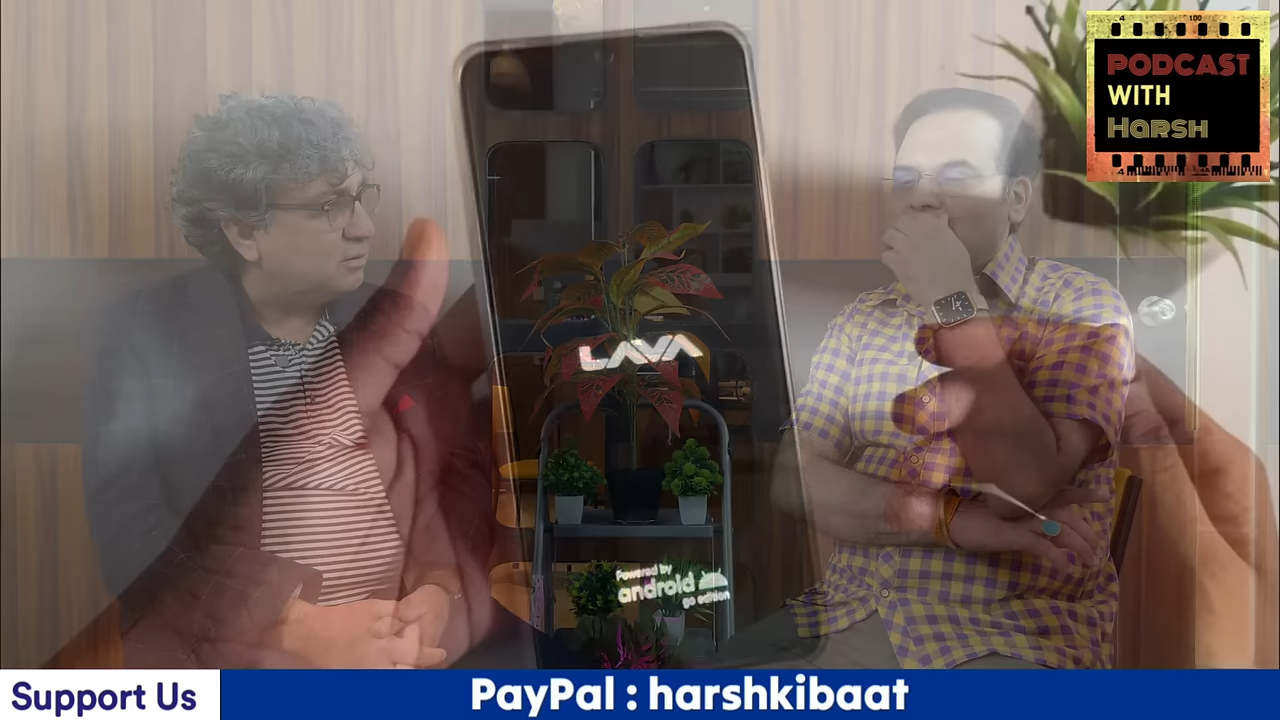 PODCAST
WITH
HARSH
LAVA
Powered by
android
go edition
Support Us
PayPal : harshkibaat